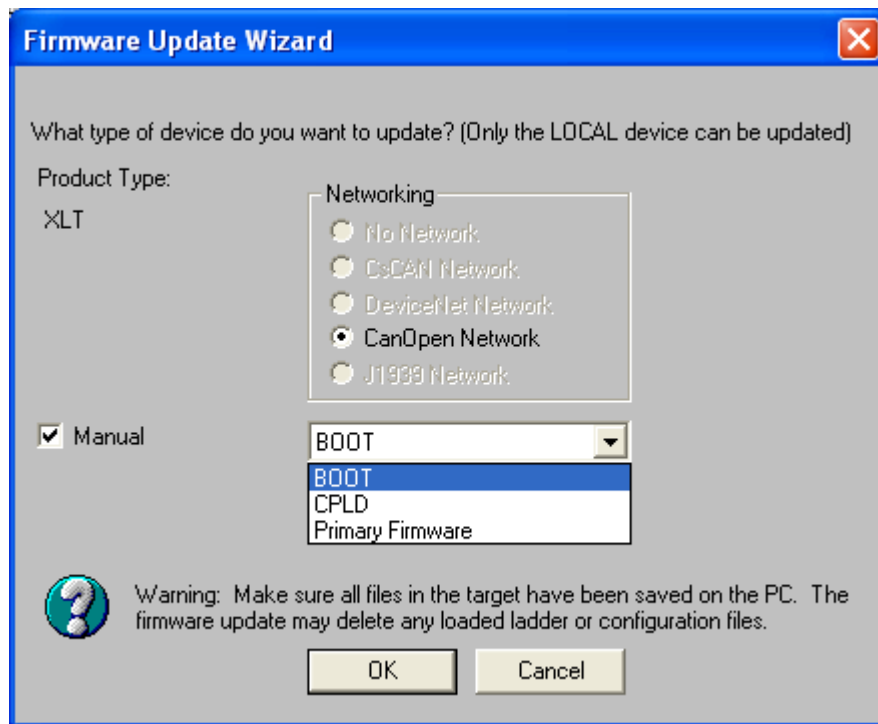 Firmware Update Wizard
What type of device do you want to update? (Only the LOCAL device can be updated)
Product Type:
XLT
Networking
No Network
CsCAN Network
DeviceNet Network
CanOpen Network
J1939 Network
Manual
BOOT
BOOT
CPLD
Primary Firmware
Warning: Make sure all files in the target have been saved on the PC. The
firmware update may delete any loaded ladder or configuration files.
OK
Cancel